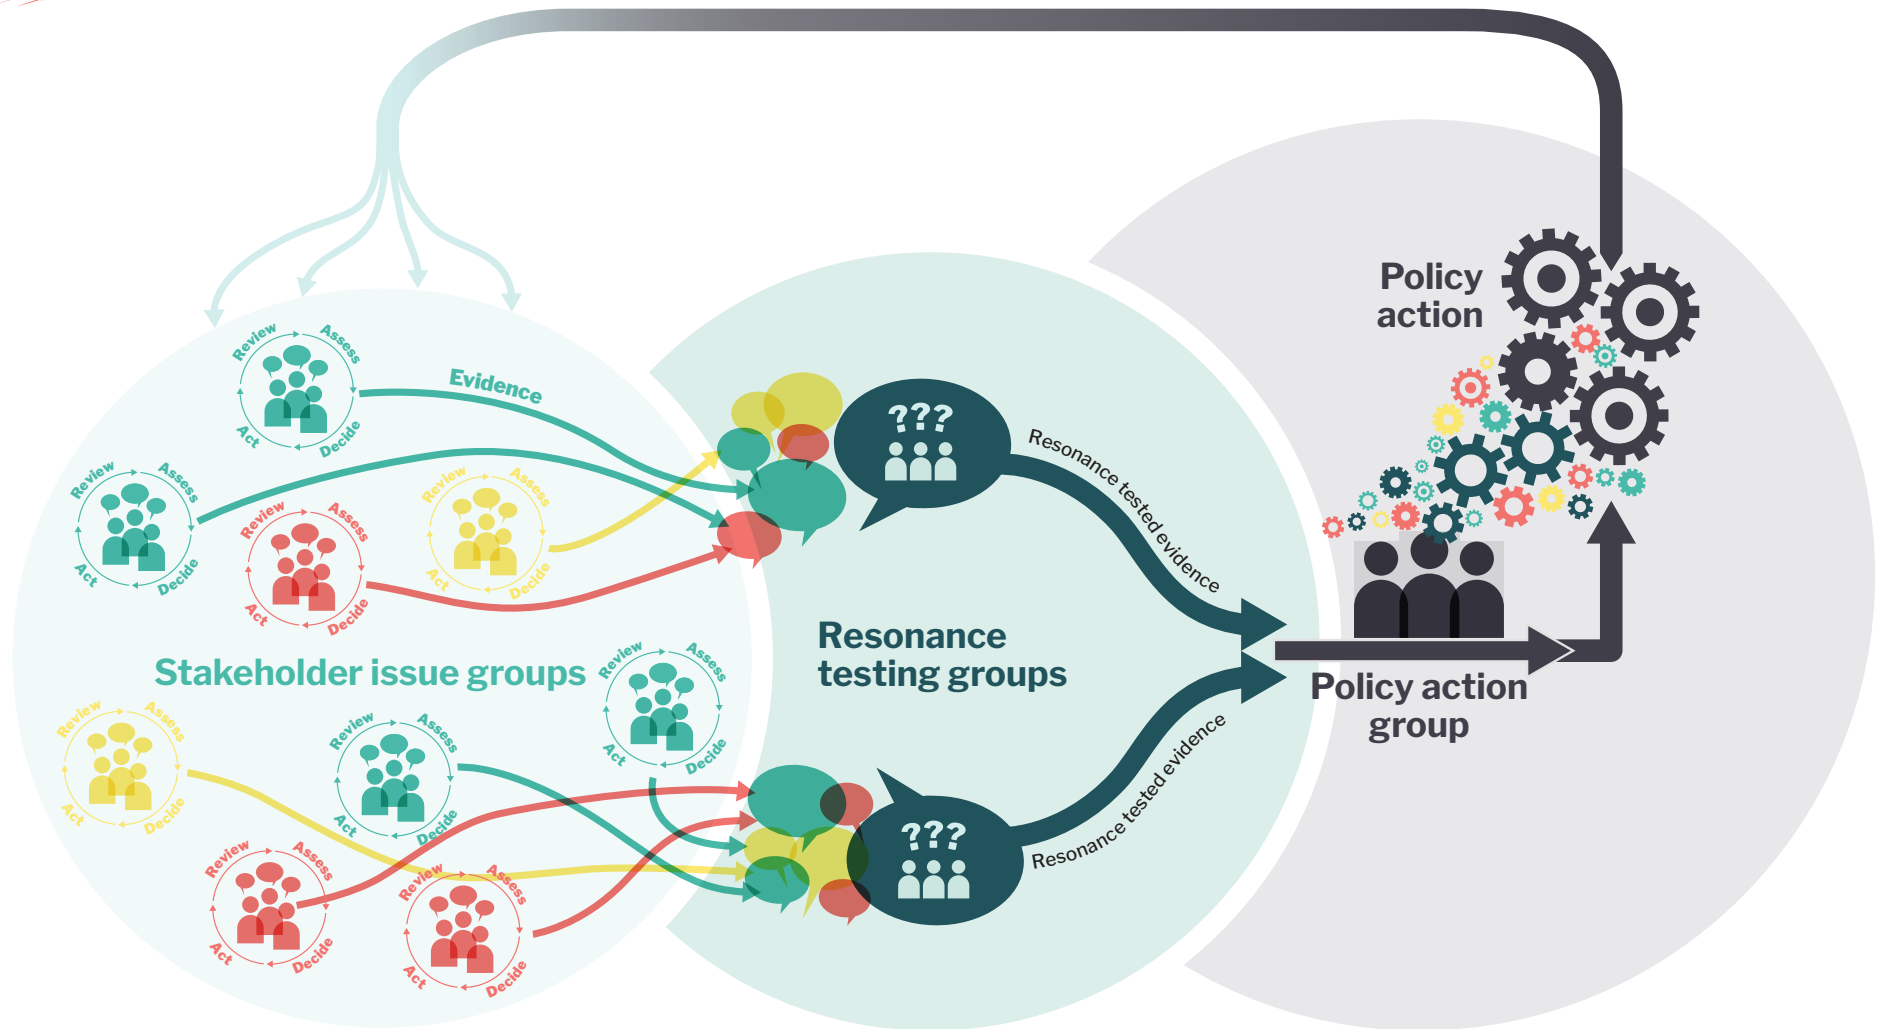 Policy
action
Review
Assess
Decide
Act
Evidence
Review
Assess
Decide
Act
Review
Assess
Decide
Act
Review
Assess
Decide
Act
???
Resonance tested evidence
Stakeholder issue groups
Resonance
testing groups
Policy action
group
Review
Assess
Decide
Act
Review
Assess
Decide
Act
Review
Assess
Decide
Act
Review
Assess
Decide
Act
Review
Assess
Decide
Act
???
Resonance tested evidence